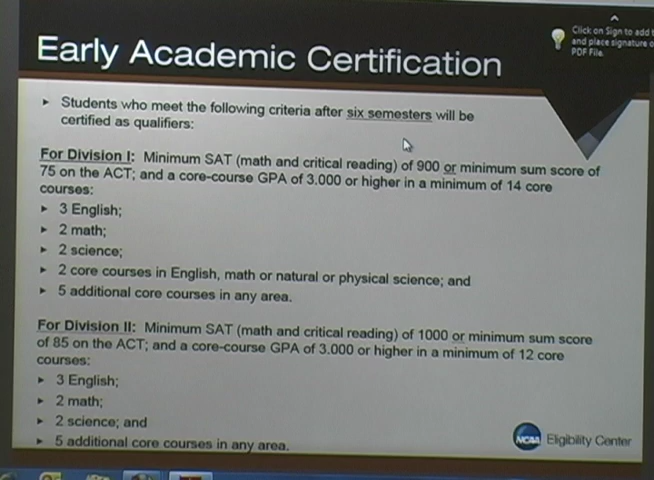 Early Academic Certification
Click on Sign to add
and place signature
PDF File.
► Students who meet the following criteria after six semesters will be
certified as qualifiers:
For Division I: Minimum SAT (math and critical reading) of 900 or minimum sum score of
75 on the ACT; and a core-course GPA of 3.000 or higher in a minimum of 14 core
courses:
► 3 English;
► 2 math;
► 2 science;
► 2 core courses in English, math or natural or physical science; and
► 5 additional core courses in any area.
For Division II: Minimum SAT (math and critical reading) of 1000 or minimum sum score
of 85 on the ACT; and a core-course GPA of 3.000 or higher in a minimum of 12 core
courses:
► 3 English;
► 2 math;
► 2 science; and
► 5 additional core courses in any area.
NCAA Eligibility Center